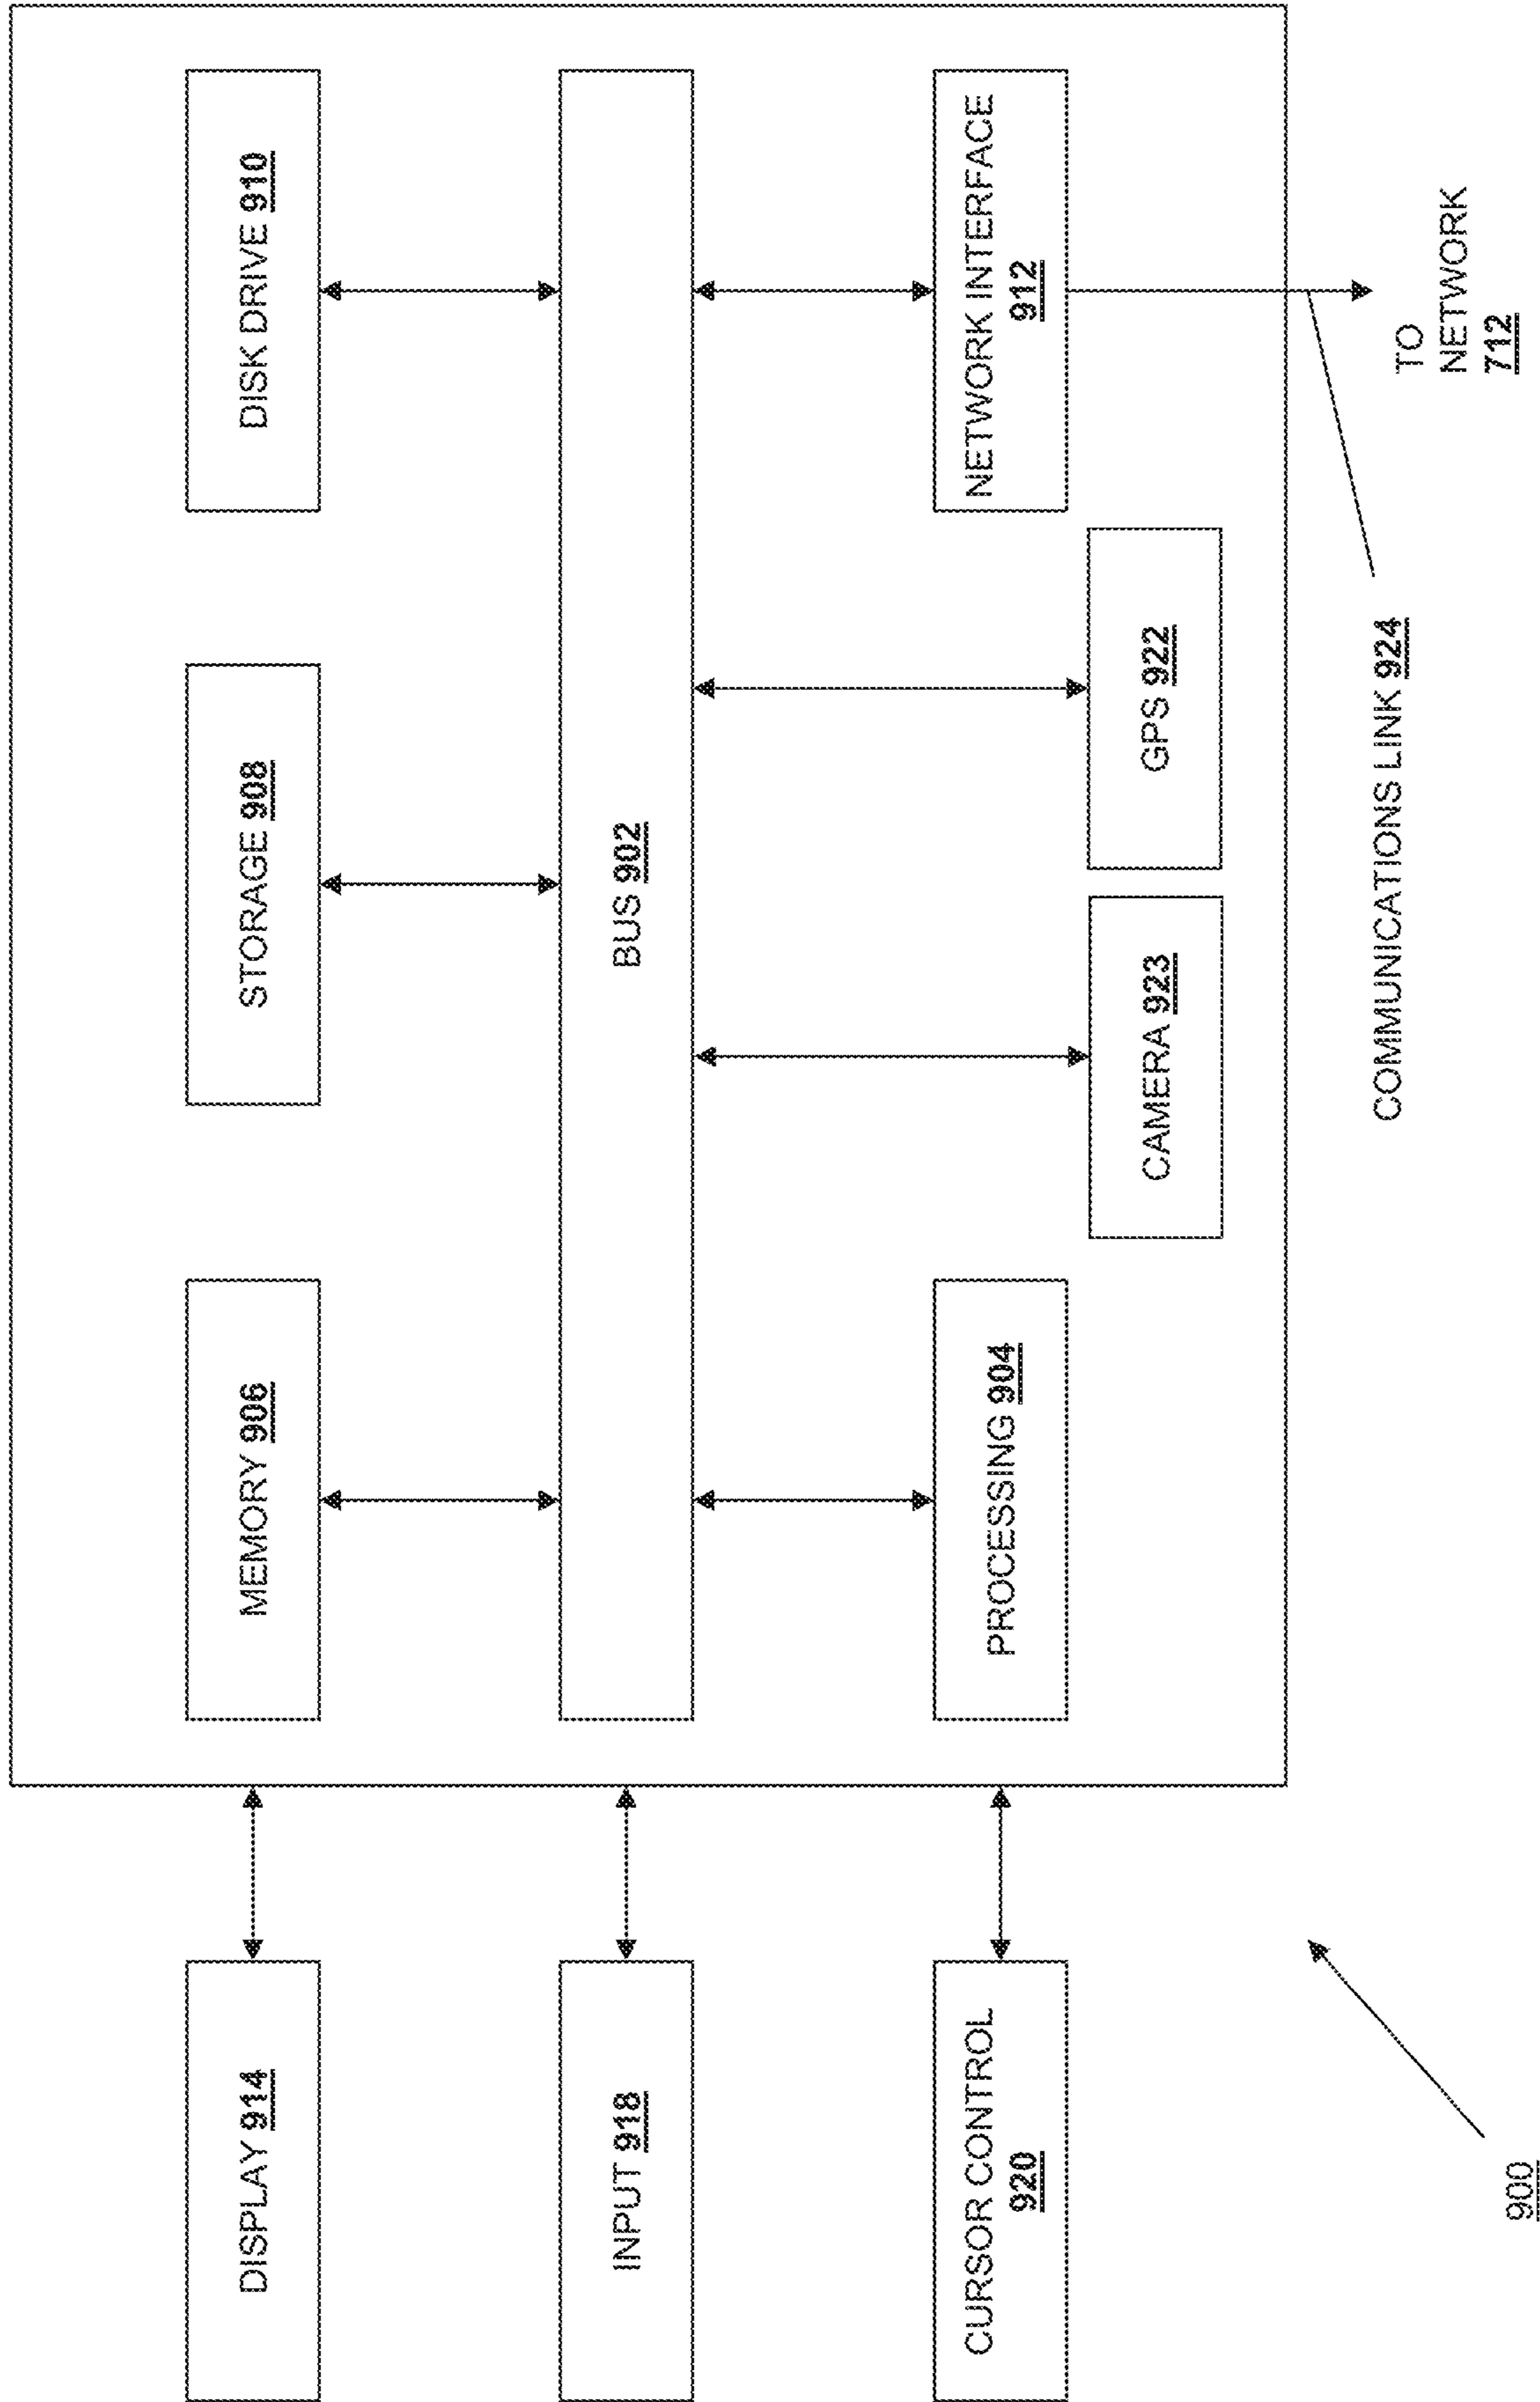 DISPLAY 914
MEMORY 906
STORAGE 908
DISK DRIVE 910
INPUT 918
BUS 902
CURSOR CONTROL
920
PROCESSING 904
NETWORK INTERFACE
912
CAMERA 923
GPS 922
COMMUNICATIONS LINK 924
TO
NETWORK
712
900